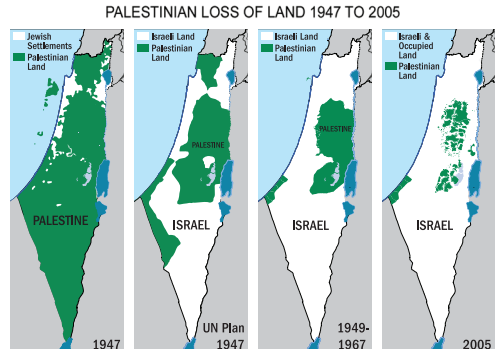 PALESTINIAN LOSS OF LAND 1947 TO 2005
Jewish
Settlements
Palestinian
Land
PALESTINE
1947
Israeli Land
Palestinian
Land
PALESTINE
ISRAEL
UN Plan
1947
Israeli Land
Palestinian
Land
PALESTINE
ISRAEL
1949-
1967
Israeli &
Occupied
Land
Palestinian
Land
ISRAEL
2005